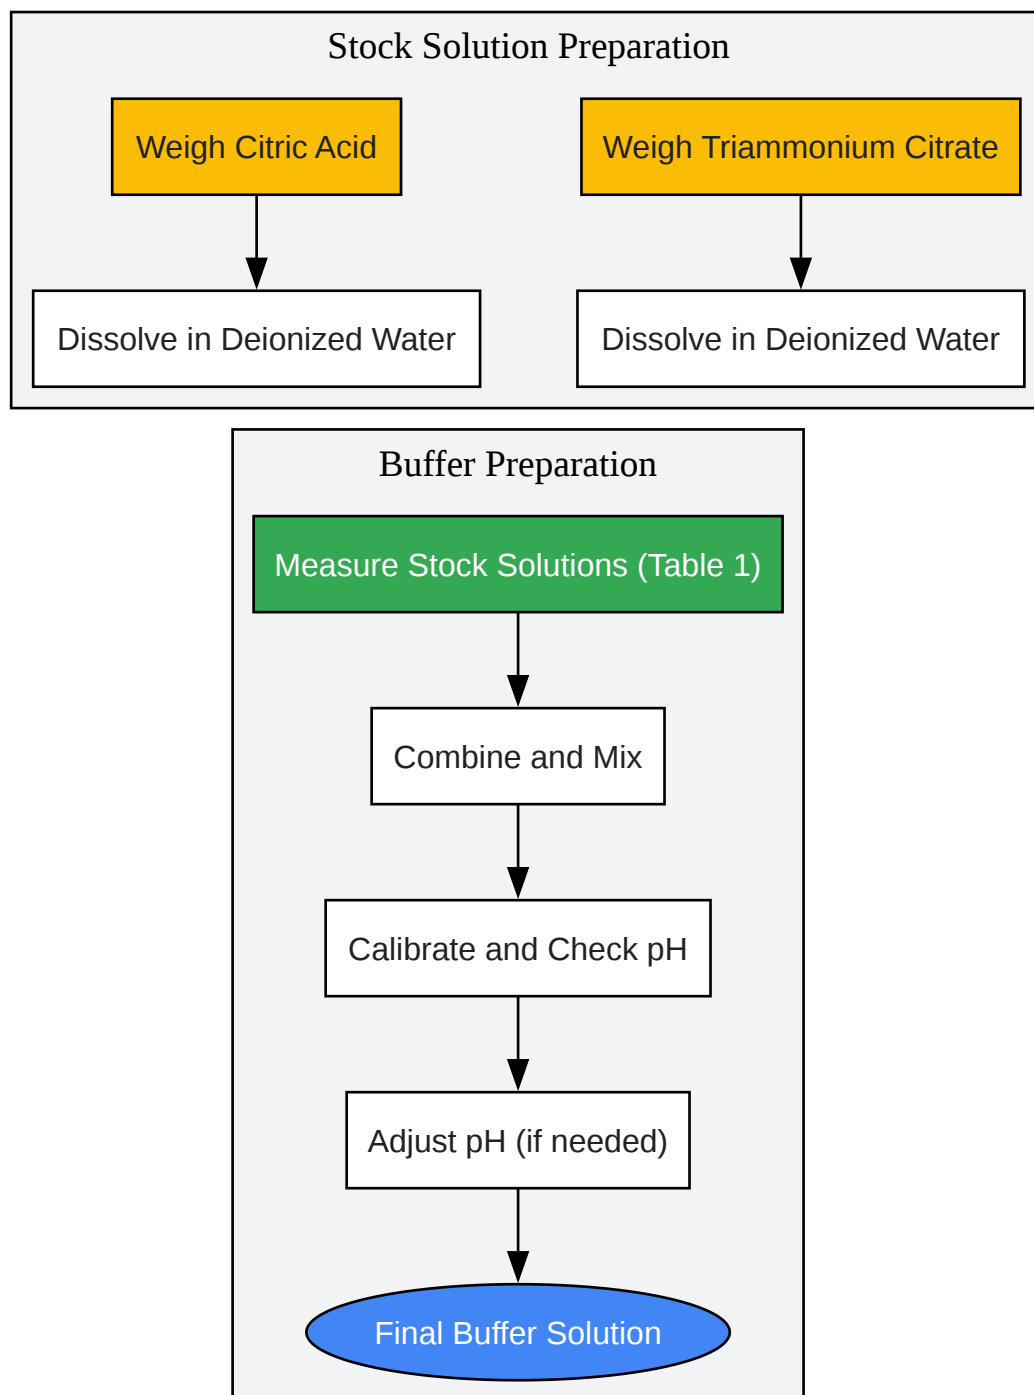 Stock Solution Preparation
Weigh Citric Acid
Weigh Triammonium Citrate
Dissolve in Deionized Water
Dissolve in Deionized Water
Buffer Preparation
Measure Stock Solutions (Table 1)
Combine and Mix
Calibrate and Check pH
Adjust pH (if needed)
Final Buffer Solution